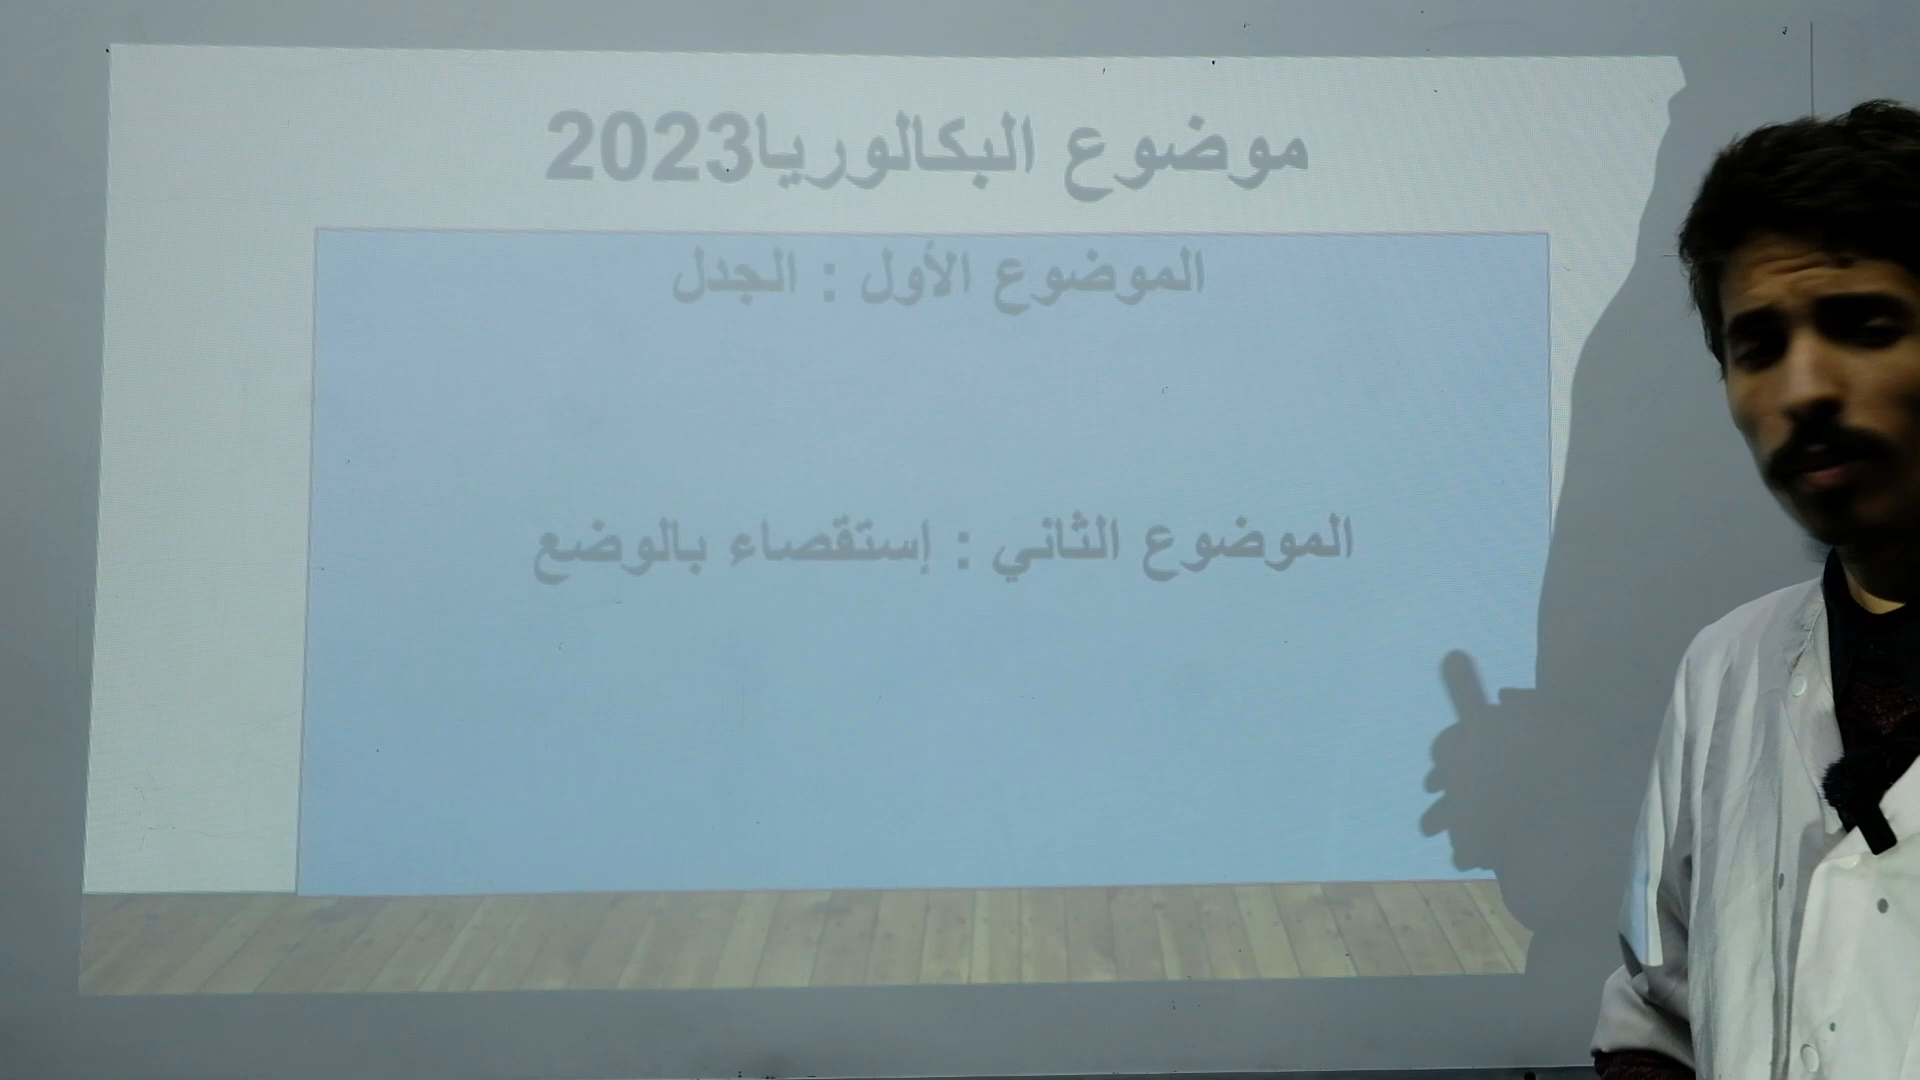 موضوع البكالوريا2023
الموضوع الأول : الجدل
الموضوع الثاني : إستقصاء بالوضع